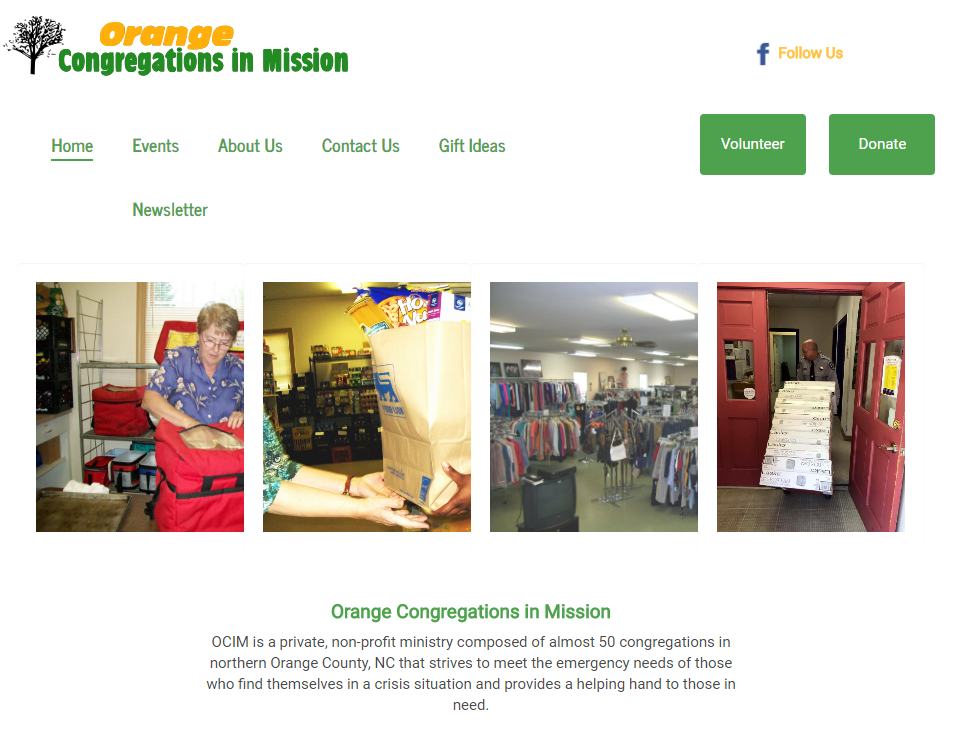 Orange
Congregations in Mission
Follow Us
Home
Events
About Us
Contact Us
Gift Ideas
Volunteer
Donate
Newsletter
Orange Congregations in Mission
OCIM is a private, non-profit ministry composed of almost 50 congregations in
northern Orange County, NC that strives to meet the emergency needs of those
who find themselves in a crisis situation and provides a helping hand to those in
need.